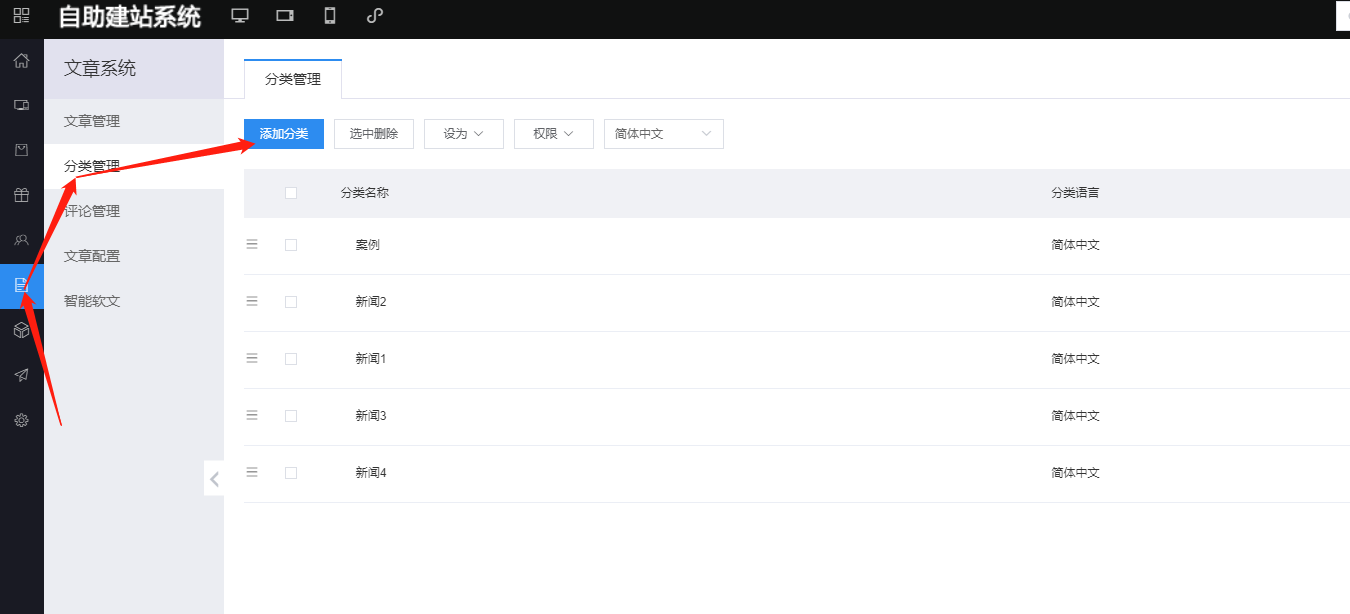 自助建站系统
文章系统
文章管理
分类管理
评论管理
文章配置
智能软文
分类管理
添加分类 选中删除 设为 权限 简体中文
分类名称 分类语言
案例 简体中文
新闻2 简体中文
新闻1 简体中文
新闻3 简体中文
新闻4 简体中文